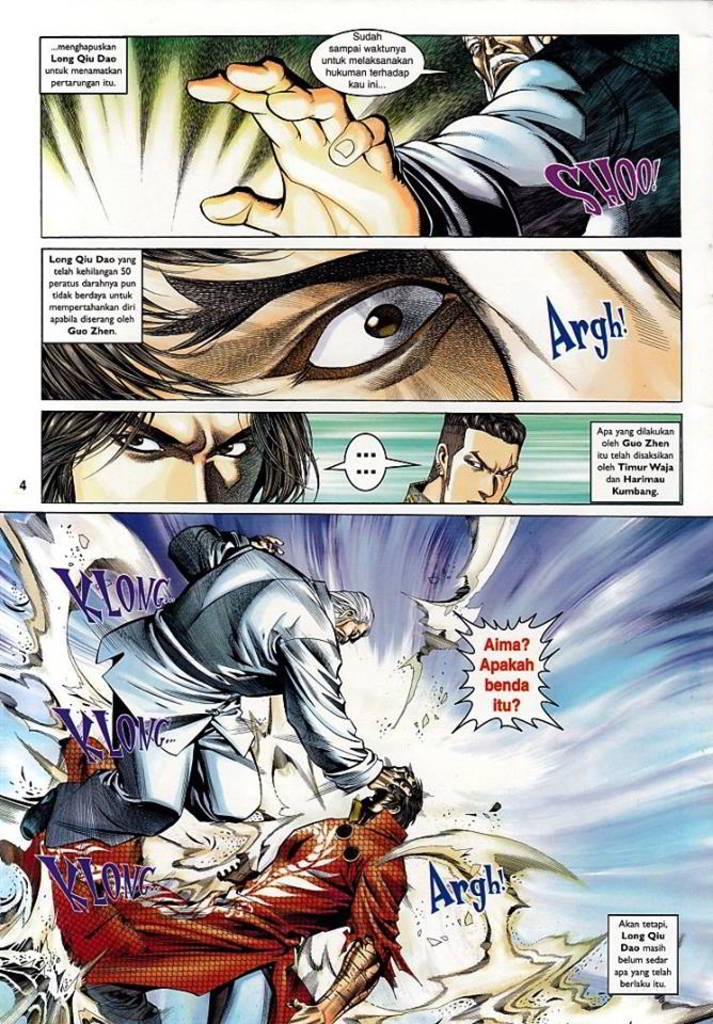 ...menghapuskan
Long Qiu Dao
untuk menamatkan
pertarungan itu.
Sudah
sampai waktunya
untuk melaksanakan
hukuman terhadap
kau ini...
SHOO!
Long Qiu Dao yang
telah kehilangan 50
peratus darahnya pun
tidak berdaya untuk
mempertahankan diri
apabila diserang oleh
Guo Zhen.
Argh!
... ...
Apa yang dilakukan
oleh Guo Zhen
itu telah disaksikan
oleh Timur Waja
dan Harimau
Kumbang.
4
KLONG...
Aima?
Apakah
benda
itu?
KLONG...
KLONG...
Argh!
Akan tetapi,
Long Qiu
Dao masih
belum sedar
apa yang telah
berlaku itu.